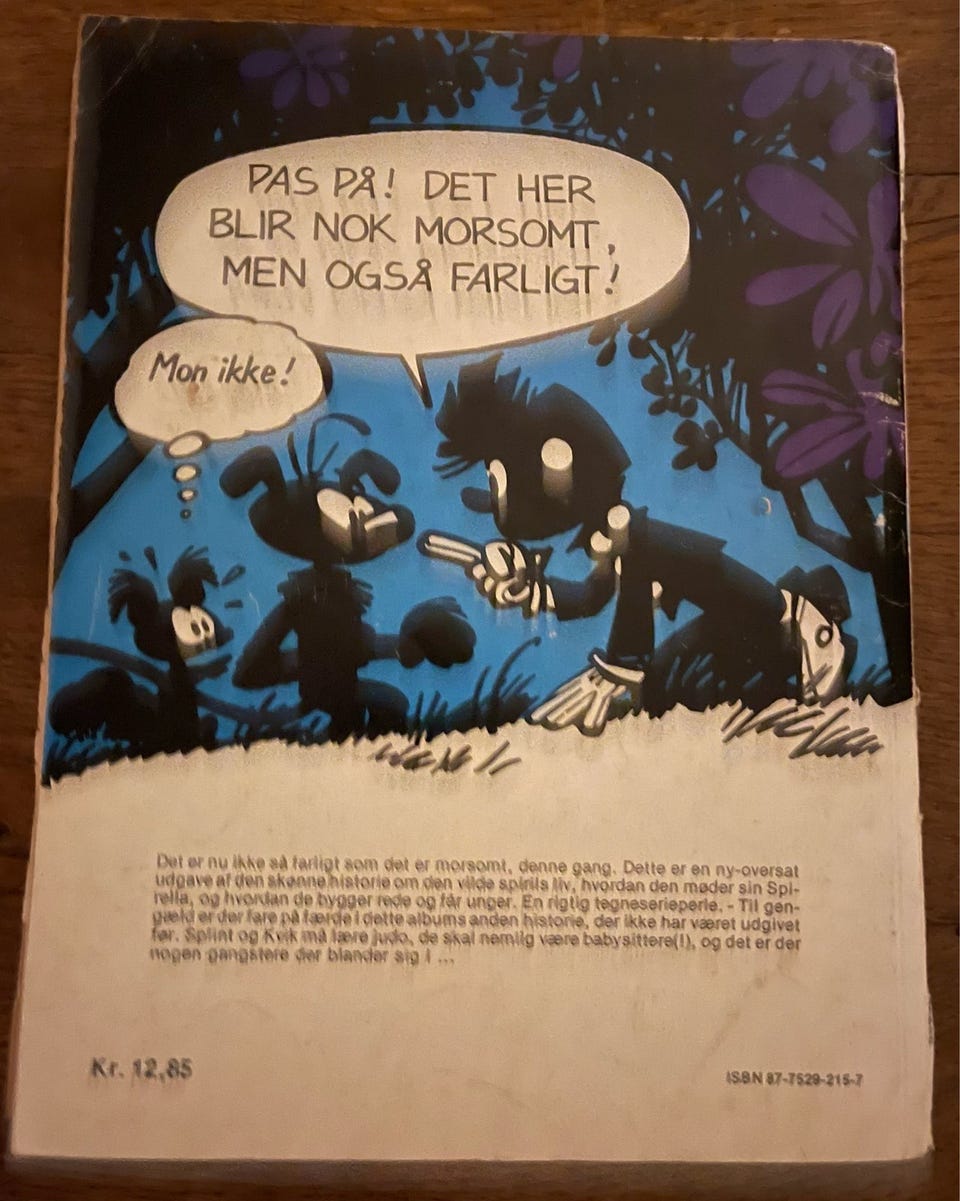 PAS PÅ! DET HER
BLIR NOK MORSOMT,
MEN OGSÅ FARLIGT!
Mon ikke!
Det er nu ikke så farligt som det er morsomt, denne gang. Dette er en ny-oversat
udgave af den skønne historie om den vilde spirils liv, hvordan den møder sin Spi-
rella, og hvordan de bygger rede og får unger. En rigtig tegneserieperle. - Til gen-
gæld er der fare på færde i dette albums anden historie, der ikke har været udgivet
før. Splint og Kvik må lære judo, de skal nemlig være babysittere(!), og det er der
nogen gangstere der blander sig i ...
Kr. 12,85
ISBN 87-7529-215-7